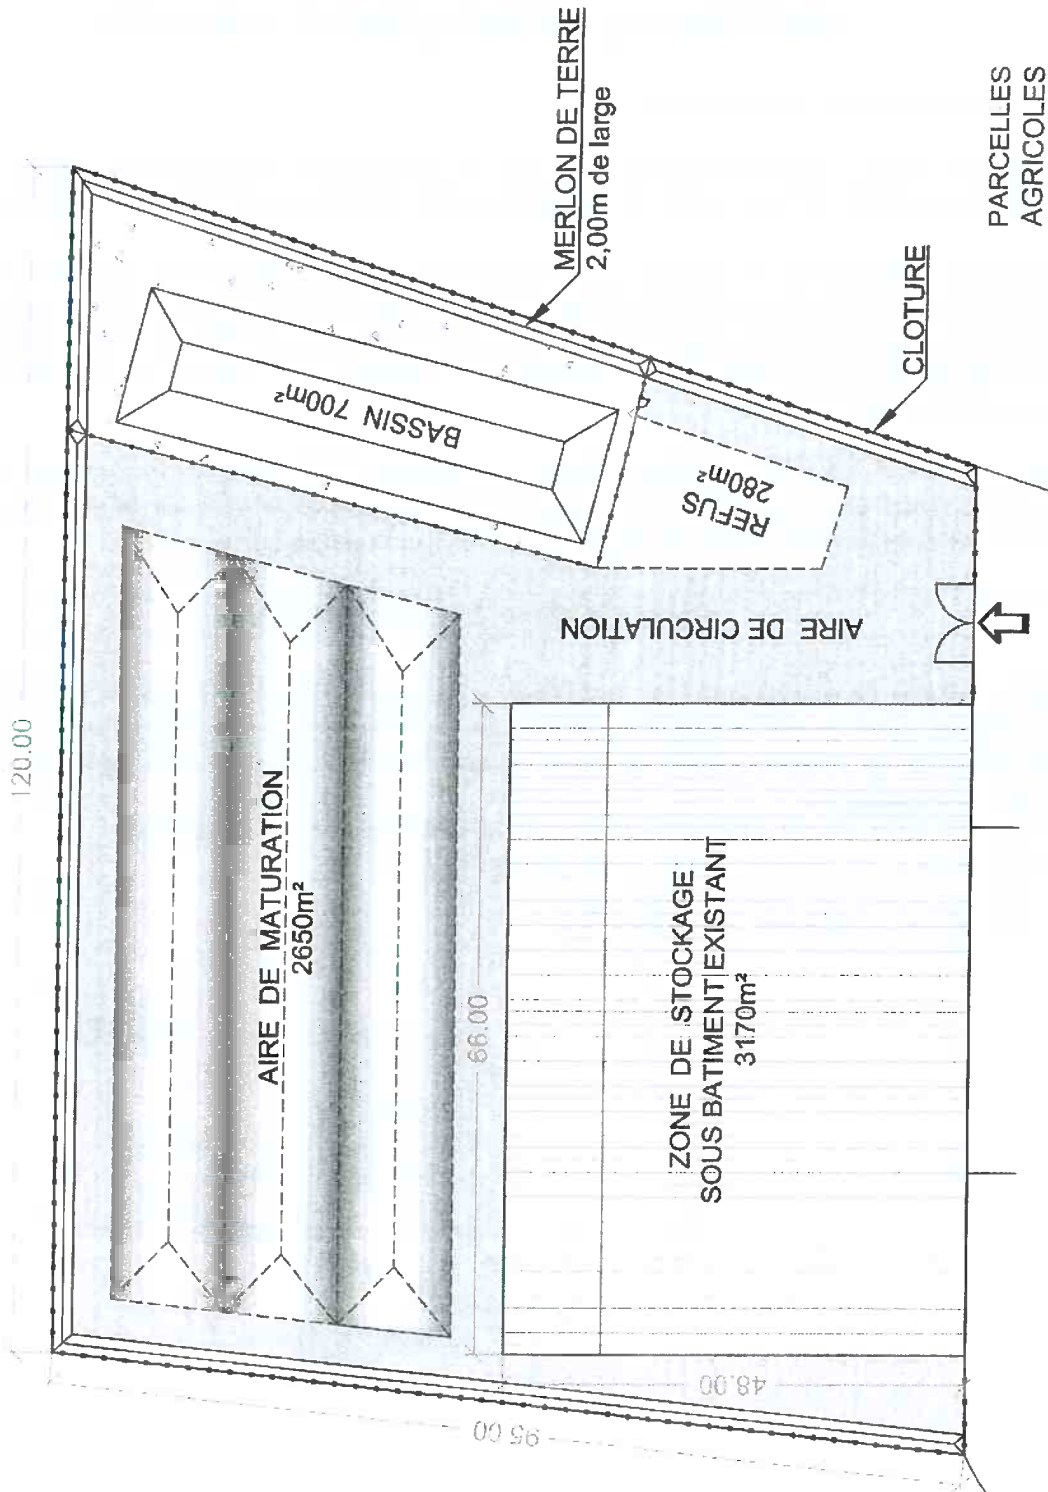 120.00
MERLON DE TERRE
2,00m de large
PARCELLES
AGRICOLES
CLOTURE
BASSIN 700m²
REFUS
280m²
AIRE DE CIRCULATION
AIRE DE MATURATION
2650m²
66.00
ZONE DE STOCKAGE
SOUS BATIMENT EXISTANT
3170m²
48.00
95.00